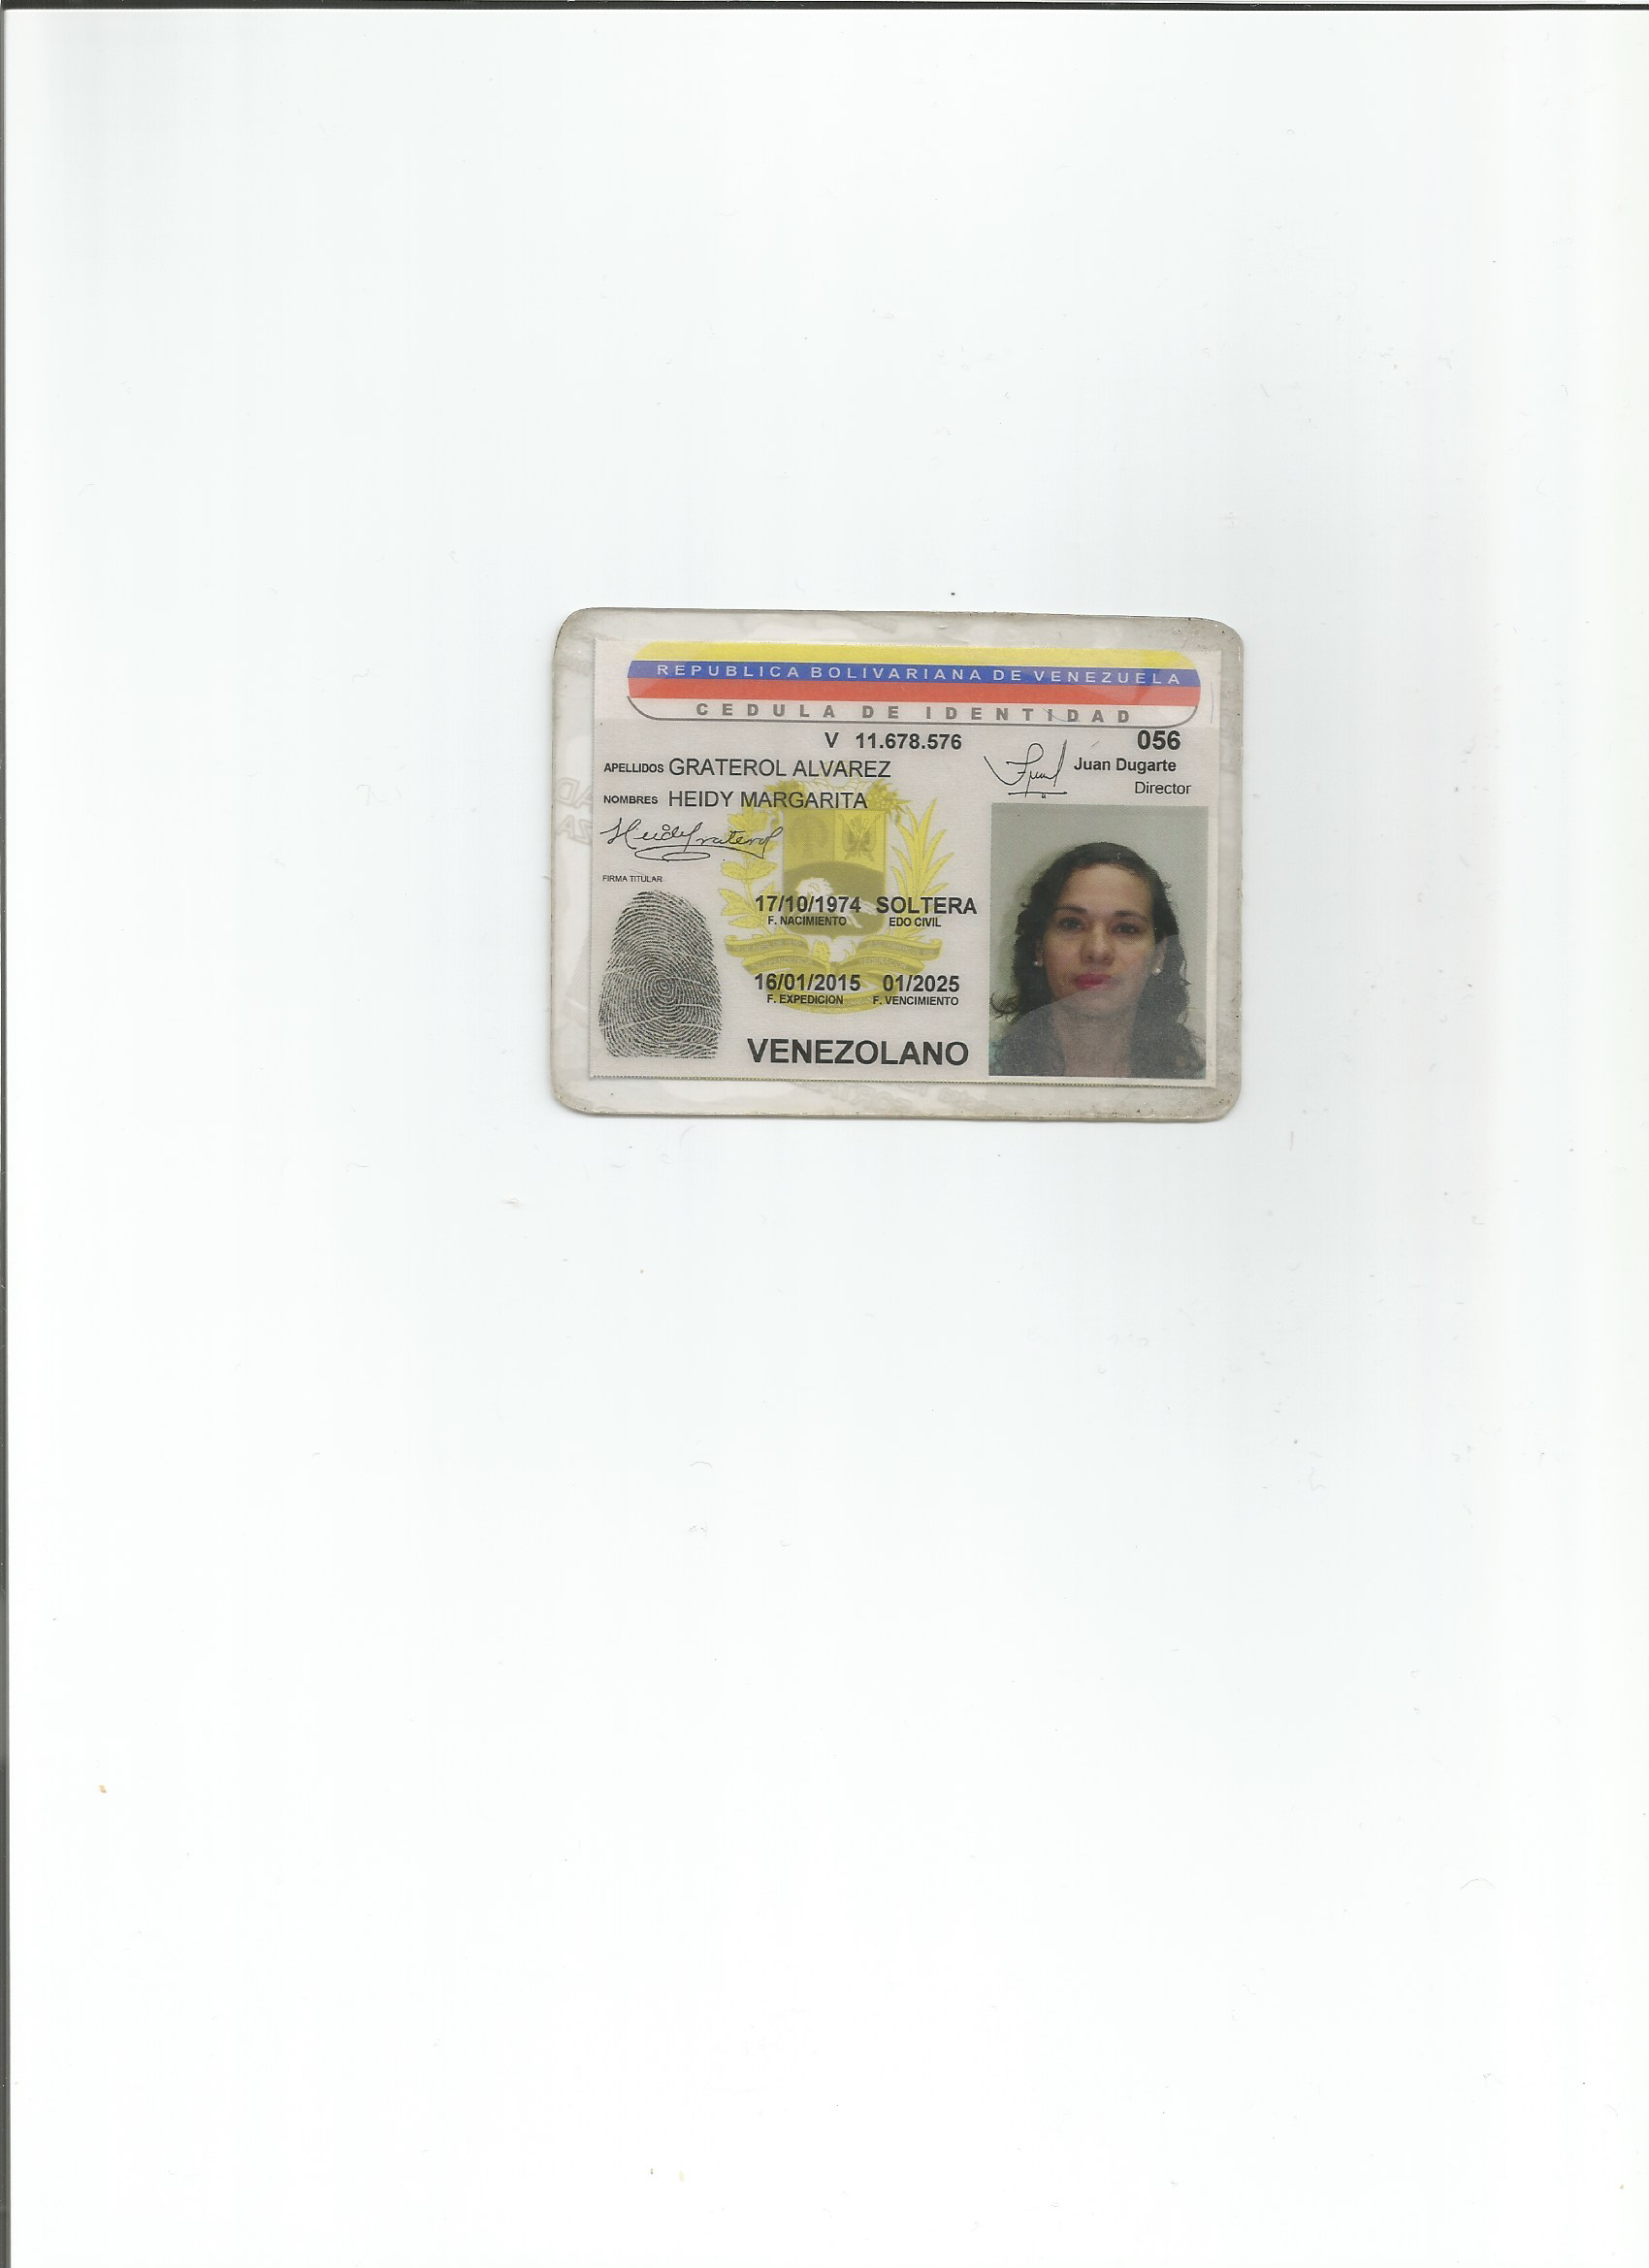 REPUBLICA BOLIVARIANA DE VENEZUELA
CEDULA DE IDENTIDAD
V 11.678.576 056
APELLIDOS GRATEROL ALVAREZ
Juan Dugarte
Director
NOMBRES HEIDY MARGARITA
Heidy Graterol
FIRMA TITULAR
17/10/1974 SOLTERA
F. NACIMIENTO EDO CIVIL
16/01/2015 01/2025
F. EXPEDICION F. VENCIMIENTO
VENEZOLANO